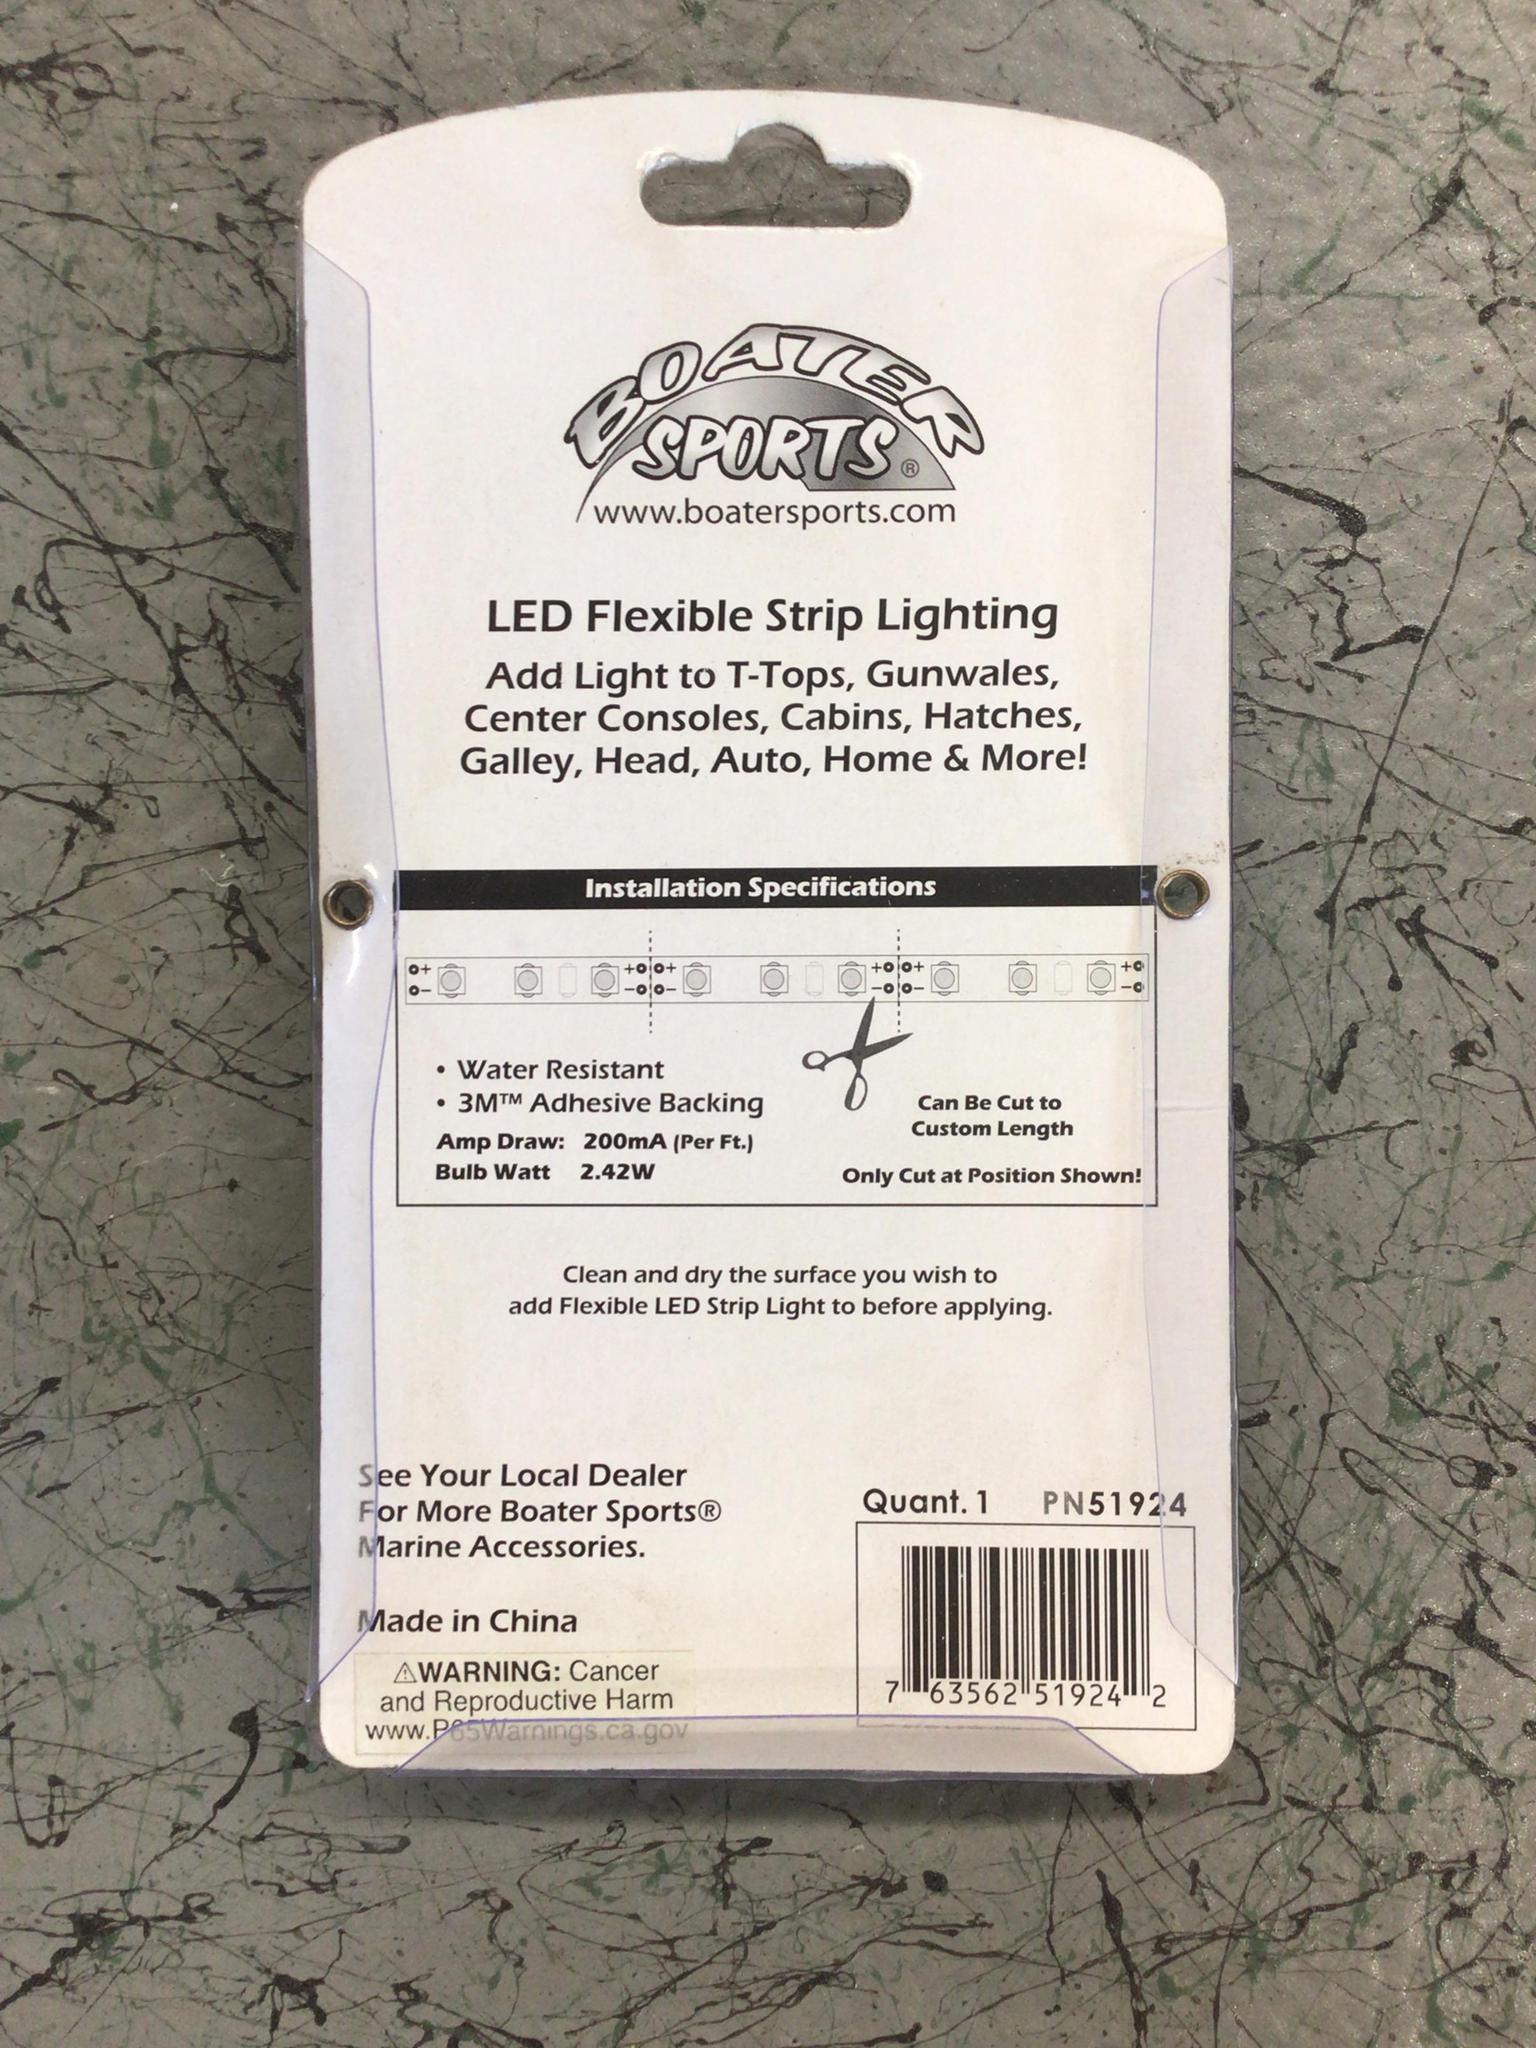 BOATER
SPORTS®
www.boatersports.com
LED Flexible Strip Lighting
Add Light to T-Tops, Gunwales,
Center Consoles, Cabins, Hatches,
Galley, Head, Auto, Home & More!
Installation Specifications
+ + + + + +
− − − − − −
• Water Resistant
• 3M™ Adhesive Backing
Amp Draw: 200mA (Per Ft.)
Bulb Watt 2.42W
Can Be Cut to
Custom Length
Only Cut at Position Shown!
Clean and dry the surface you wish to
add Flexible LED Strip Light to before applying.
See Your Local Dealer
For More Boater Sports®
Marine Accessories.
Made in China
⚠WARNING: Cancer
and Reproductive Harm
www.P65Warnings.ca.gov
Quant. 1 PN51924
7 63562 51924 2